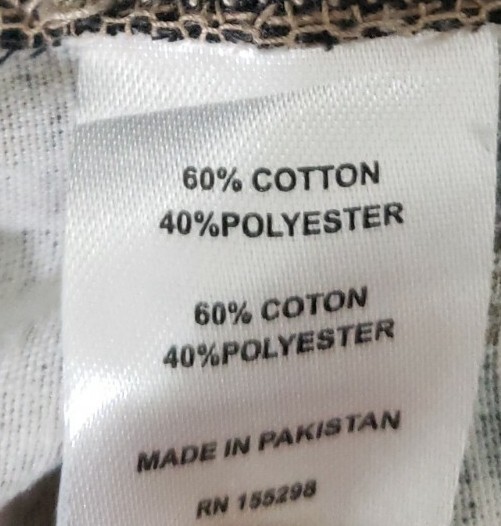 60% COTTON
40%POLYESTER
60% COTON
40%POLYESTER
MADE IN PAKISTAN
RN 155298